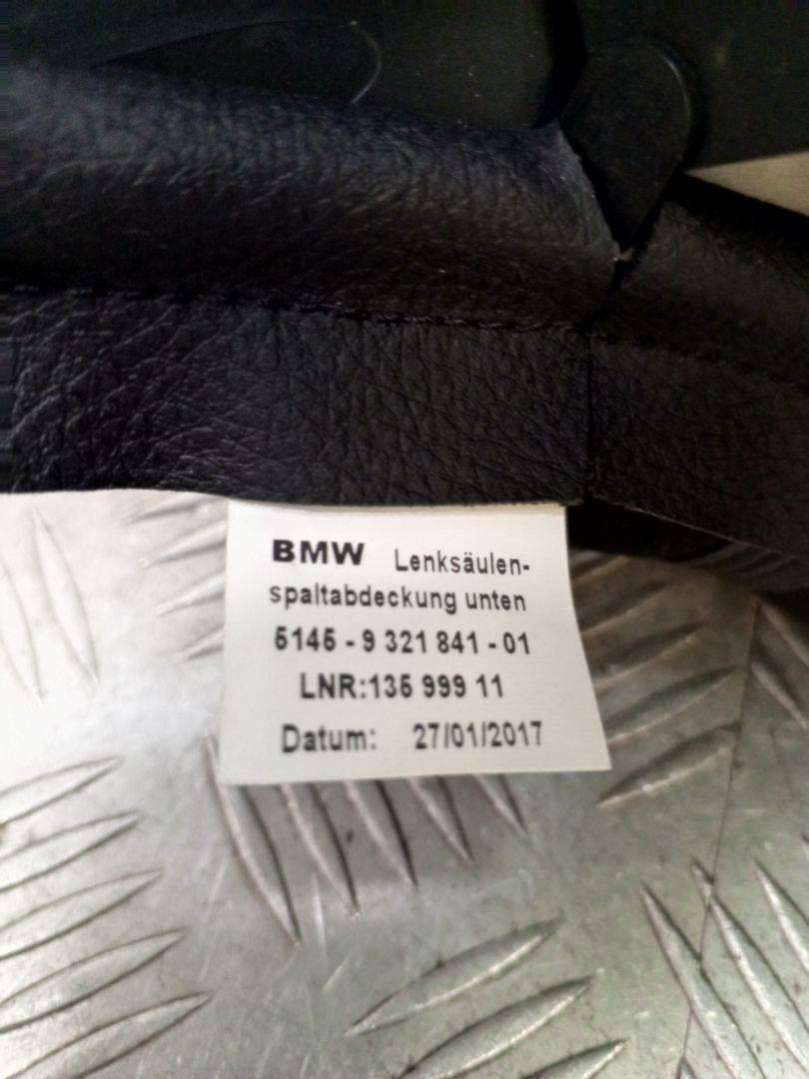 BMW Lenksäulen-
spaltabdeckung unten
5145 - 9 321 841 - 01
LNR:135 999 11
Datum: 27/01/2017